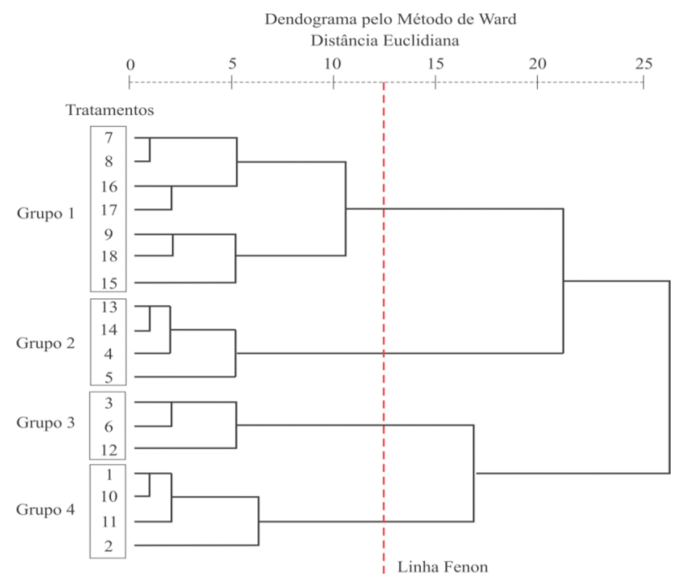 Dendograma pelo Método de Ward
Distância Euclidiana
0 5 10 15 20 25
Tratamentos
7
8
16
Grupo 1 17
9
18
15
13
14
Grupo 2
4
5
3
Grupo 3 6
12
1
10
Grupo 4
11
2
Linha Fenon